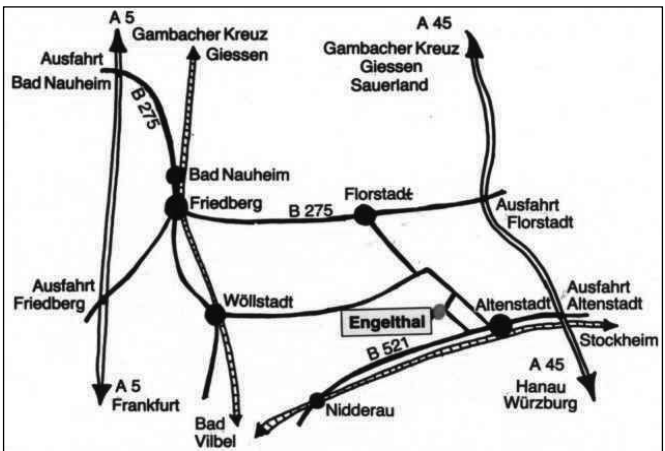 A 5
Gambacher Kreuz
Giessen
A 45
Gambacher Kreuz
Giessen
Sauerland
Ausfahrt
Bad Nauheim
B 275
Bad Nauheim
Friedberg
Florstadt
B 275
Ausfahrt
Florstadt
Ausfahrt
Friedberg
Wöllstadt
Engelthal
Altenstadt
Ausfahrt
Altenstadt
B 521
Stockheim
A 5
Frankfurt
Bad
Vilbel
Nidderau
A 45
Hanau
Würzburg